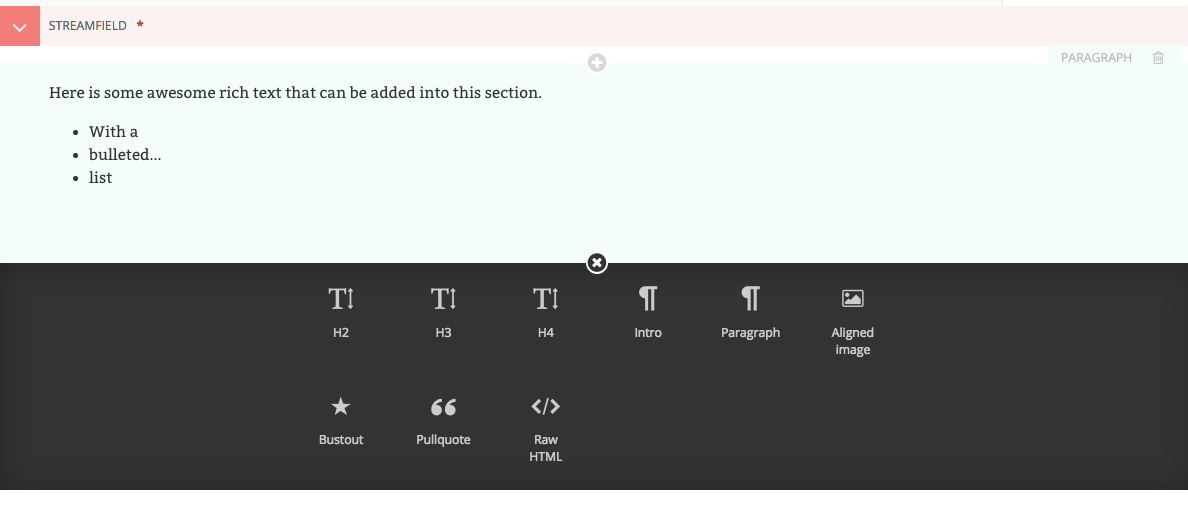 STREAMFIELD *
PARAGRAPH
Here is some awesome rich text that can be added into this section.
• With a
• bulleted...
• list
H2 H3 H4 Intro Paragraph Aligned
image
Bustout Pullquote Raw
HTML